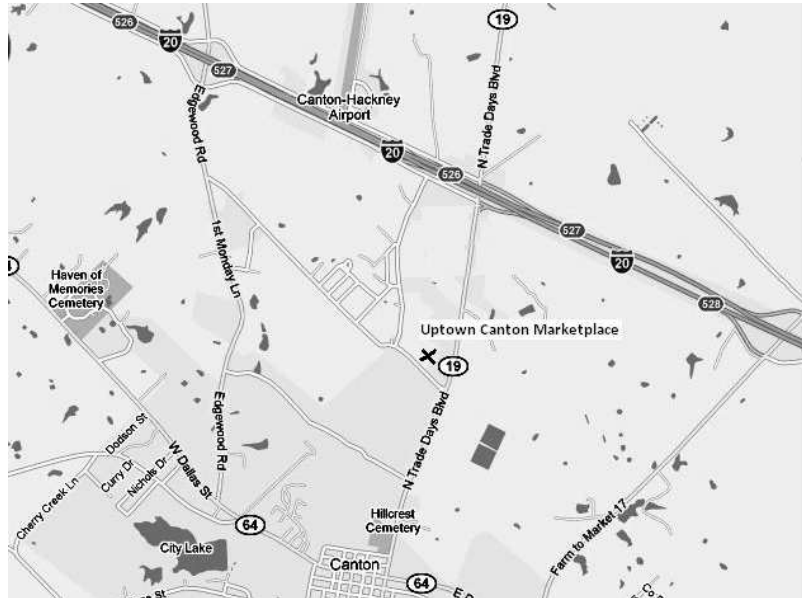 526
20
19
527
Edgewood Rd
Canton-Hackney
Airport
N Trade Days Blvd
20
526
1st Monday Ln
527
20
Haven of
Memories
Cemetery
528
Uptown Canton Marketplace
19
Edgewood Rd
N Trade Days Blvd
Dodson St
W Dallas St
Curry Dr
Nichols Dr
Cherry Creek Ln
64
Hillcrest
Cemetery
Farm to Market 17
City Lake
Canton
64